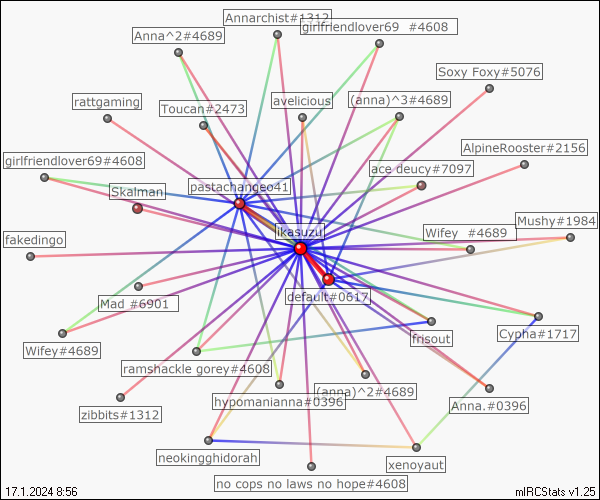 Annarchist#1312
girlfriendlover69 #4608
Anna^2#4689
Soxy Foxy#5076
rattgaming
Toucan#2473
avelicious
(anna)^3#4689
AlpineRooster#2156
girlfriendlover69#4608
ace deucy#7097
Skalman
pastachangeo41
Mushy#1984
ikasuzu
Wifey #4689
fakedingo
default#0617
Mad #6901
Cypha#1717
frisout
Wifey#4689
ramshackle gorey#4608
(anna)^2#4689
hypomanianna#0396
Anna.#0396
zibbits#1312
neokingghidorah
xenoyaut
no cops no laws no hope#4608
17.1.2024 8:56
mIRCStats v1.25